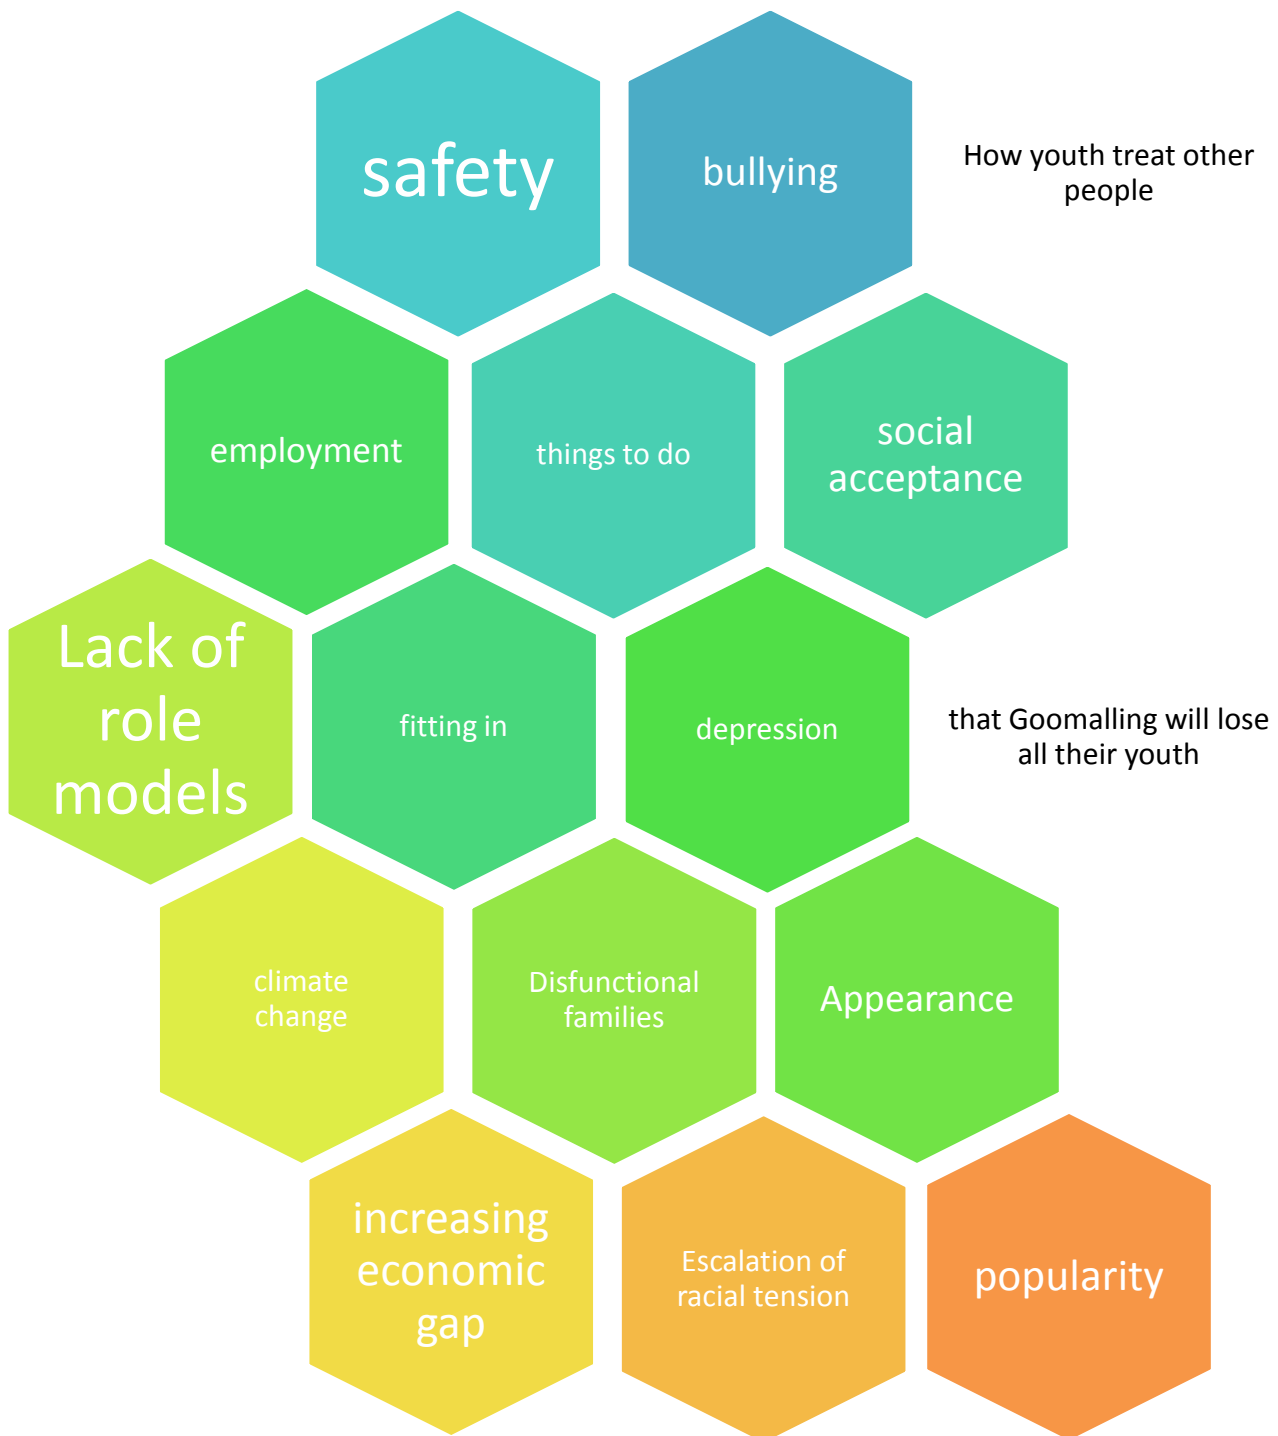 safety
bullying
How youth treat other
people
employment
things to do
social
acceptance
Lack of
role
models
fitting in
depression
that Goomalling will lose
all their youth
climate
change
Disfunctional
families
Appearance
increasing
economic
gap
Escalation of
racial tension
popularity